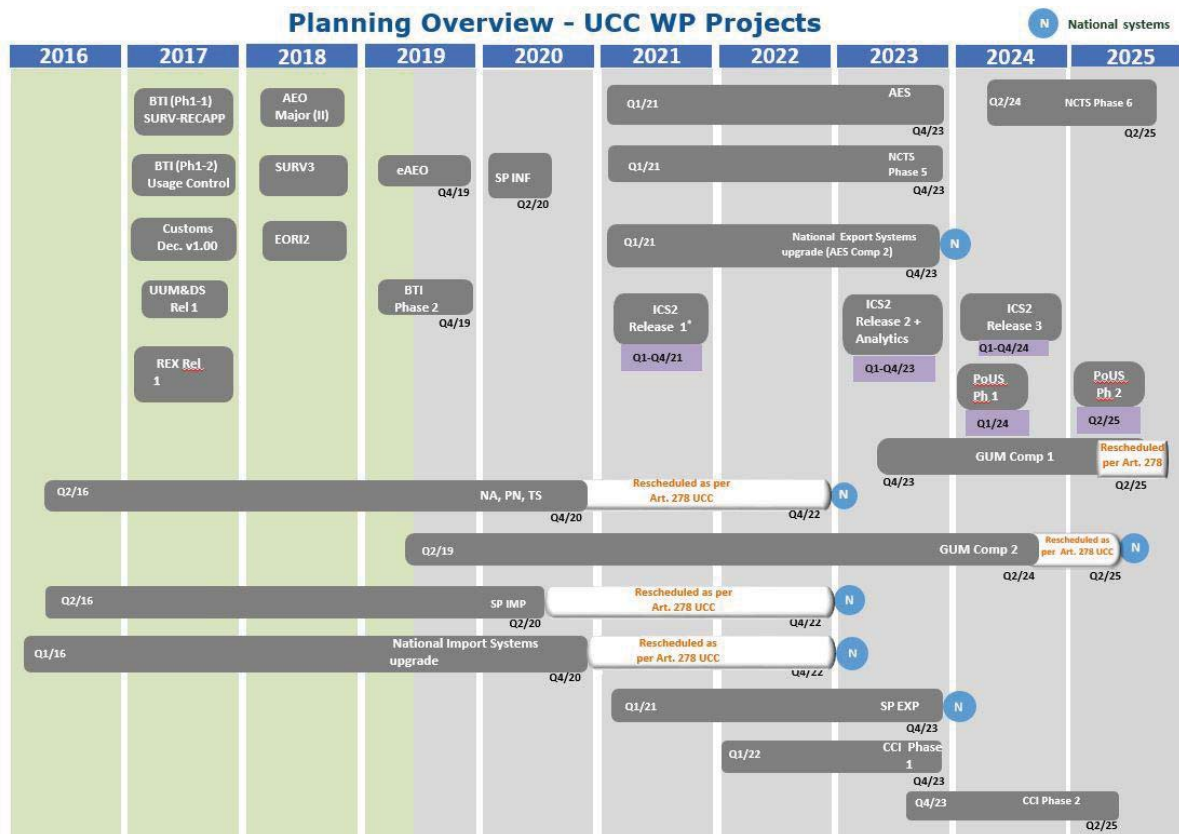 Planning Overview - UCC WP Projects
N National systems
2016 2017 2018 2019 2020 2021 2022 2023 2024 2025
BTI (Ph1-1)
SURV-RECAPP
AEO
Major (II)
Q1/21 AES
Q4/23
Q2/24 NCTS Phase 6
Q2/25
BTI (Ph1-2)
Usage Control
SURV3
eAEO
Q4/19
SP INF
Q2/20
Q1/21 NCTS
Phase 5
Q4/23
Customs
Dec. v1.00
EORI2
Q1/21 National Export Systems
upgrade (AES Comp 2)
N
Q4/23
UUM&DS
Rel 1
BTI
Phase 2
Q4/19
ICS2
Release 1*
Q1-Q4/21
ICS2
Release 2 +
Analytics
Q1-Q4/23
ICS2
Release 3
Q1-Q4/24
REX Rel
1
PoUS
Ph 1
Q1/24
PoUS
Ph 2
Q2/25
GUM Comp 1
Q4/23
Rescheduled
per Art. 278
Q2/25
Q2/16 NA, PN, TS
Q4/20
Rescheduled as per
Art. 278 UCC
Q4/22
N
Q2/19 GUM Comp 2
Q2/24
Rescheduled as
per Art. 278 UCC
Q2/25
N
Q2/16 SP IMP
Q2/20
Rescheduled as per
Art. 278 UCC
Q4/22
N
Q1/16 National Import Systems
upgrade
Q4/20
Rescheduled as
per Art. 278 UCC
Q4/22
N
Q1/21 SP EXP
Q4/23
N
Q1/22 CCI Phase
1
Q4/23
Q4/23 CCI Phase 2
Q2/25